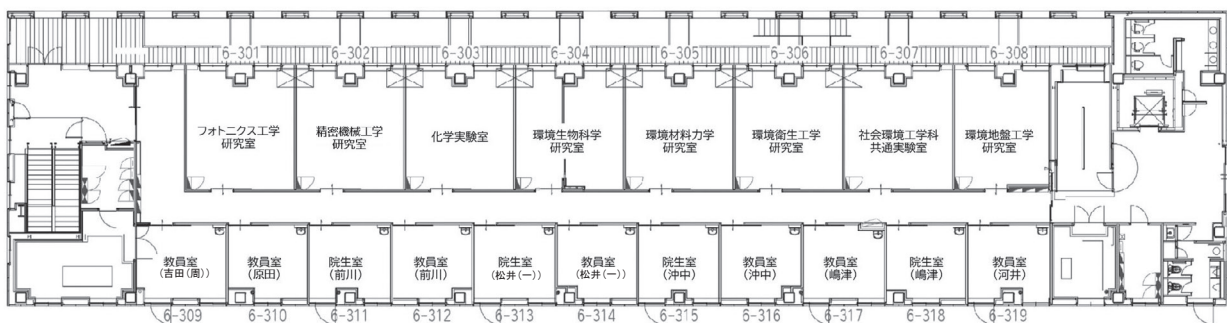 6-301
6-302
6-303
6-304
6-305
6-306
6-307
6-308
フォトニクス工学
研究室
精密機械工学
研究室
化学実験室
環境生物科学
研究室
環境材料力学
研究室
環境衛生工学
研究室
社会環境工学科
共通実験室
環境地盤工学
研究室
教員室
(吉田(周))
教員室
(原田)
院生室
(前川)
教員室
(前川)
院生室
(松井(一))
教員室
(松井(一))
院生室
(沖中)
教員室
(沖中)
教員室
(嶋津)
院生室
(嶋津)
教員室
(河井)
6-309
6-310
6-311
6-312
6-313
6-314
6-315
6-316
6-317
6-318
6-319